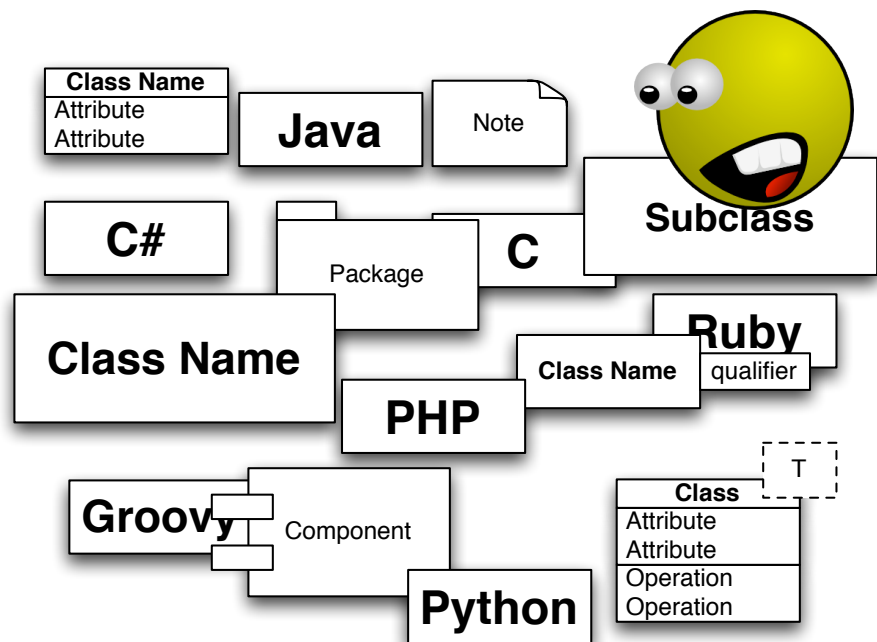 Class Name
Attribute
Attribute
Java
Note
Subclass
C#
Package
C
Class Name
Ruby
Class Name
qualifier
PHP
T
Class
Attribute
Attribute
Operation
Operation
Groovy
Component
Python